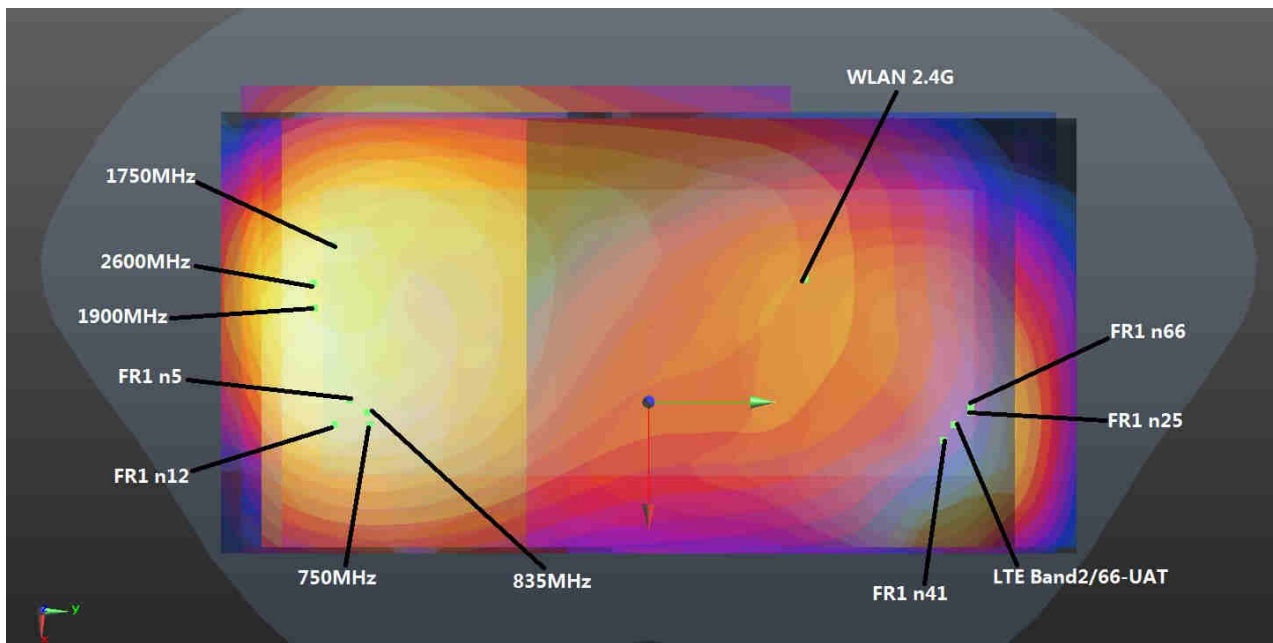 WLAN 2.4G
1750MHz
2600MHz
1900MHz
FR1 n66
FR1 n5
FR1 n25
FR1 n12
750MHz
835MHz
LTE Band2/66-UAT
FR1 n41
y
x